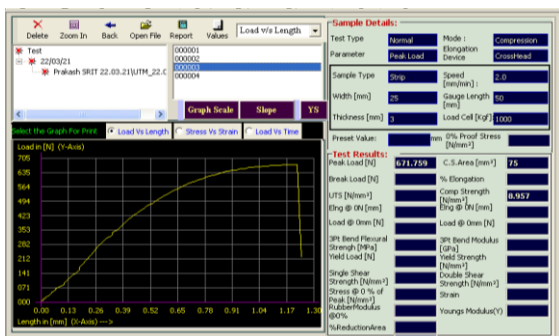 Delete Zoom In Back Open File Report Values Load v/s Length
Test
22/03/21
Prakash SRIT 22.03.21\UTM_22.0
000001
000002
000003
000004
Graph Scale Slope YS
Select the Graph For Print Load Vs Length Stress Vs Strain Load Vs Time
Load in [N] (Y-Axis)
705
635
564
494
423
353
282
212
141
071
000
0.00 0.13 0.26 0.39 0.52 0.65 0.78 0.91 1.04 1.17 1.30
Length in [mm] (X-Axis) --->
Sample Details:
Test Type Normal Mode : Compression
Parameter Peak Load Elongation Device CrossHead
Sample Type Strip Speed [mm/min] : 2.0
Width [mm] 25 Gauge Length [mm] 50
Thickness [mm] 3 Load Cell [Kgf] 1000
Preset Value: mm 0% Proof Stress [N/mm²]
Test Results:
Peak Load [N] 671.759 C.S.Area [mm²] 75
Break Load [N] % Elongation
UTS [N/mm²] Comp Strength [N/mm²] 8.957
Elng @ 0N [mm] Elng @ 0N [mm]
Load @ 0mm [N] Load @ 0mm [N]
3Pt Bend Flexural Strengh [MPa] 3Pt Bend Modulus [GPa]
Yield Load [N] Yield Strength [N/mm²]
Single Shear Strength [N/mm²] Double Shear Strength [N/mm²]
Stress @ 0 % of Peak [N/mm²] Strain
RubberModulus @0% Youngs Modulus(Y)
%ReductionArea